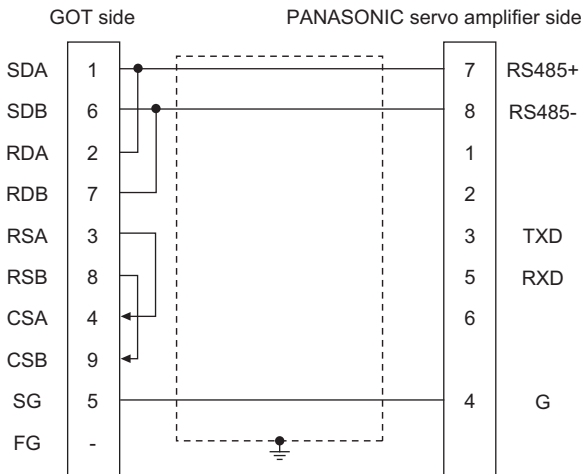 GOT side PANASONIC servo amplifier side
SDA 1 7 RS485+
SDB 6 8 RS485-
RDA 2 1
RDB 7 2
RSA 3 3 TXD
RSB 8 5 RXD
CSA 4 6
CSB 9
SG 5 4 G
FG -